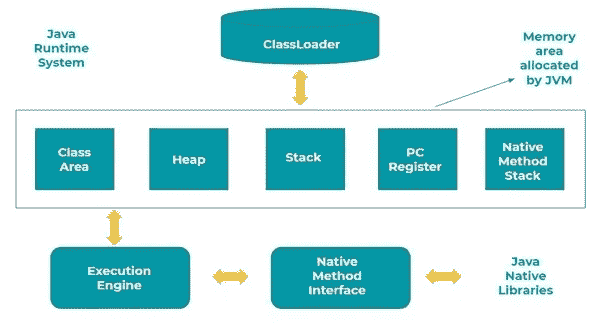 Java
Runtime
System
ClassLoader
Memory
area
allocated
by JVM
Class
Area
Heap
Stack
PC
Register
Native
Method
Stack
Execution
Engine
Native
Method
Interface
Java
Native
Libraries